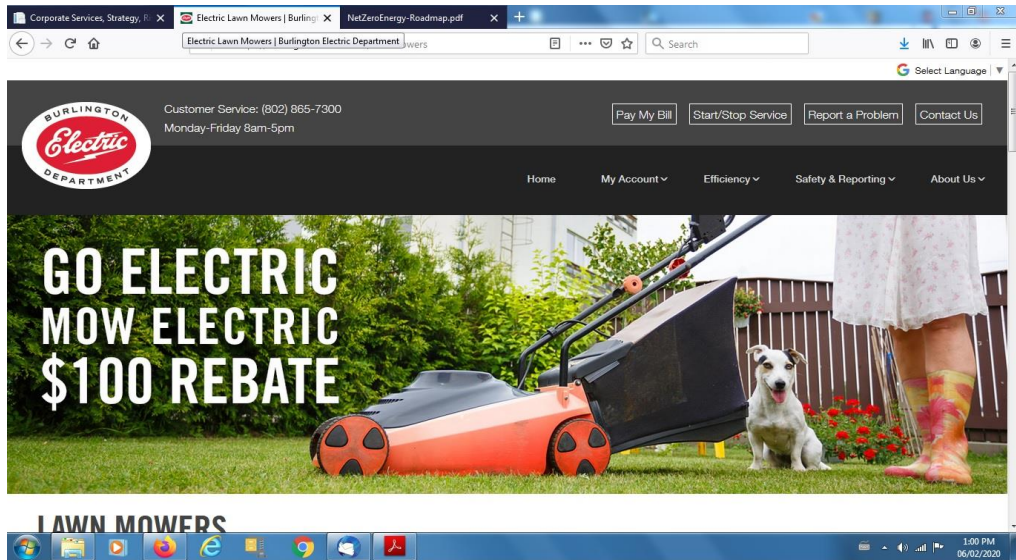 Corporate Services, Strategy, R
Electric Lawn Mowers | Burlingt
NetZeroEnergy-Roadmap.pdf
Electric Lawn Mowers | Burlington Electric Department
Search
Select Language
BURLINGTON
Electric
DEPARTMENT
Customer Service: (802) 865-7300
Monday-Friday 8am-5pm
Pay My Bill
Start/Stop Service
Report a Problem
Contact Us
Home
My Account
Efficiency
Safety & Reporting
About Us
GO ELECTRIC
MOW ELECTRIC
$100 REBATE
LAWN MOWERS
1:00 PM
06/02/2020